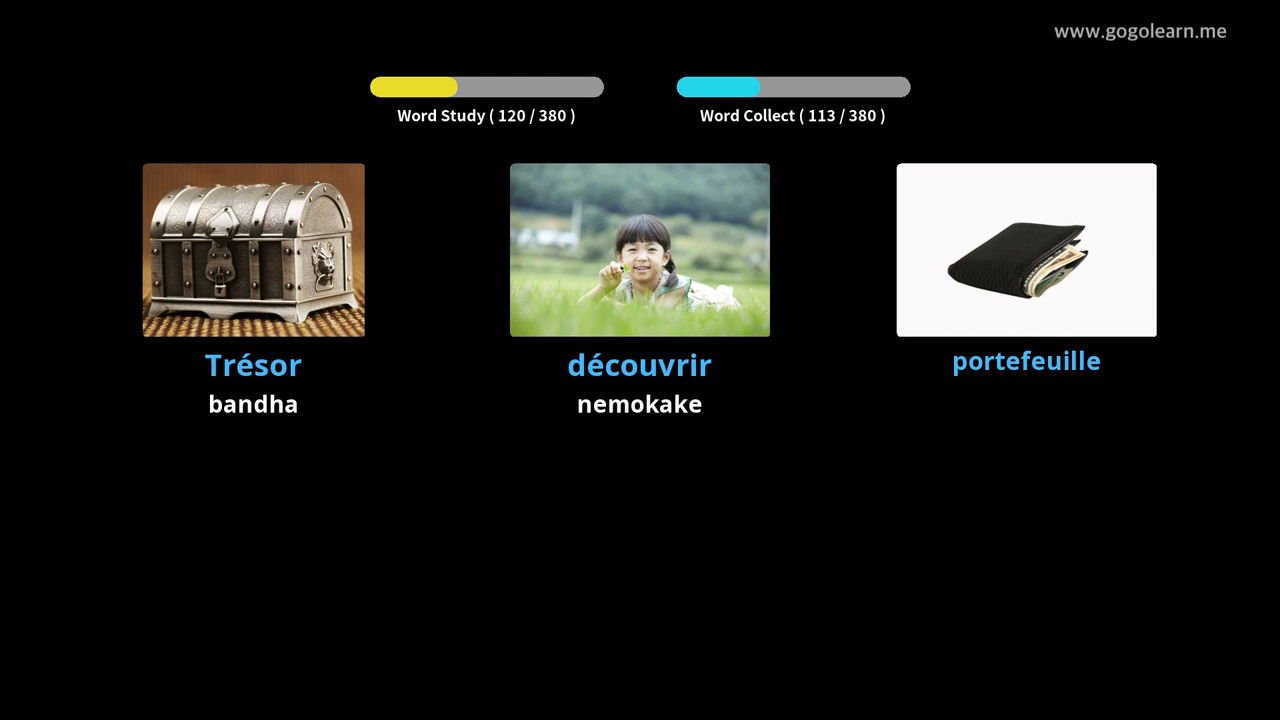 www.gogolearn.me
Word Study ( 120 / 380 )
Word Collect ( 113 / 380 )
Trésor
bandha
découvrir
nemokake
portefeuille